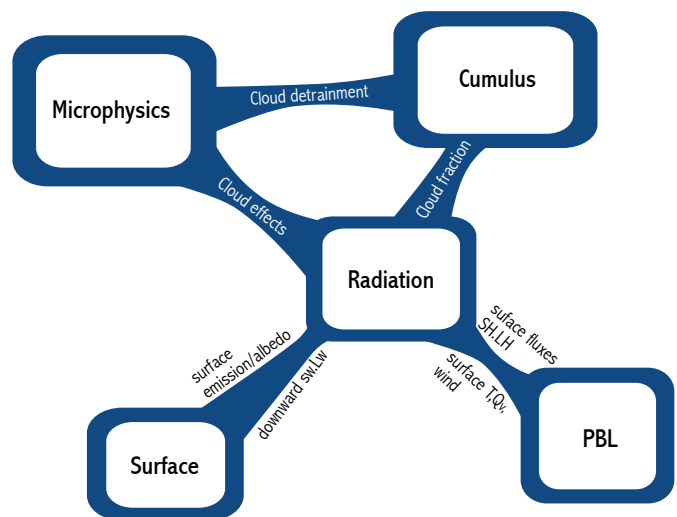 Microphysics
Cloud detrainment
Cumulus
Cloud effects
Cloud fraction
Radiation
surface
emission/albedo
downward sw.Lw
suface fluxes
SH.LH
surface T,Qv,
wind
Surface
PBL